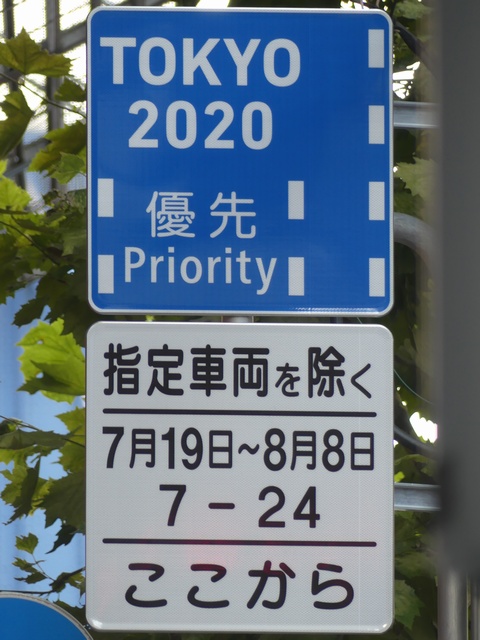 TOKYO
2020
優先
Priority
指定車両を除く
7月19日~8月8日
7-24
ここから